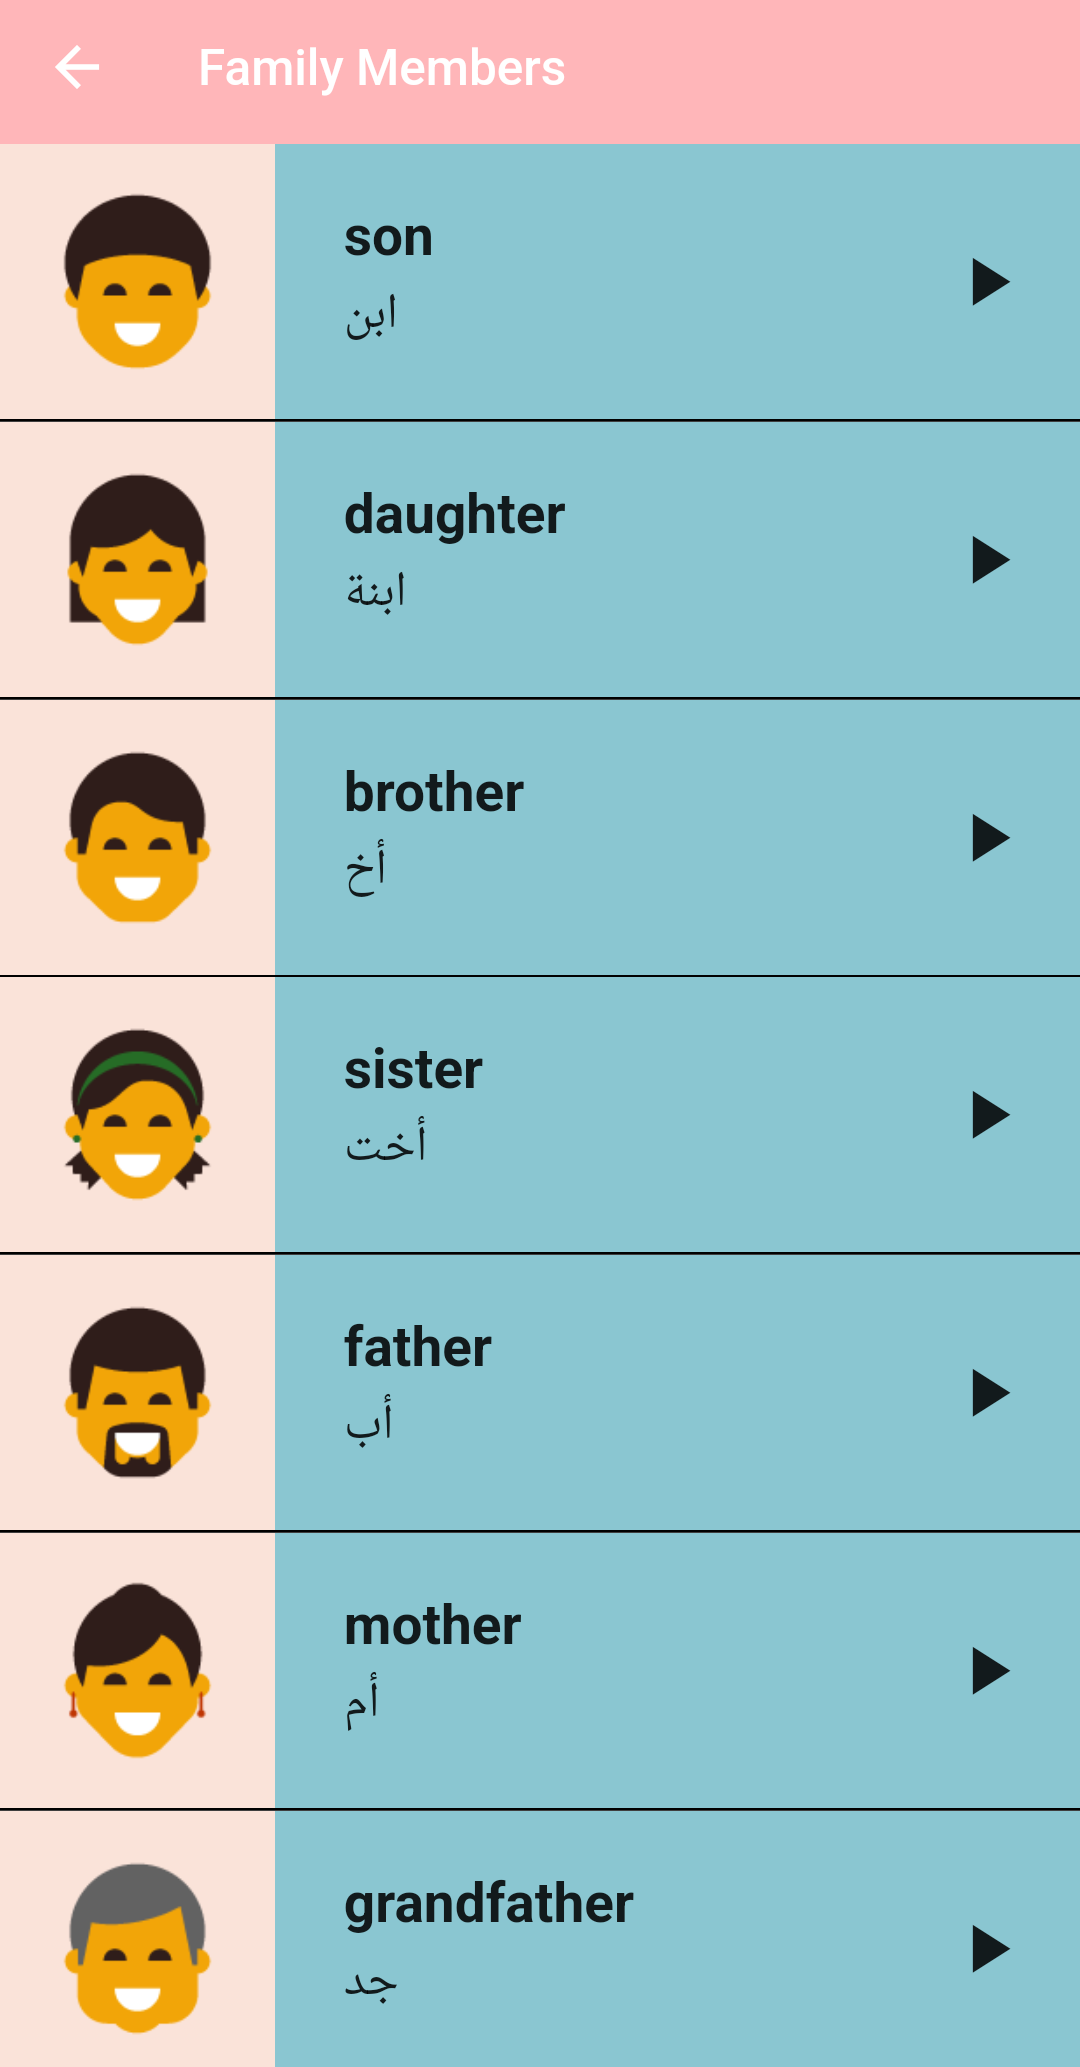 Family Members
son
ابن
daughter
ابنة
brother
أخ
sister
أخت
father
أب
mother
أم
grandfather
جد